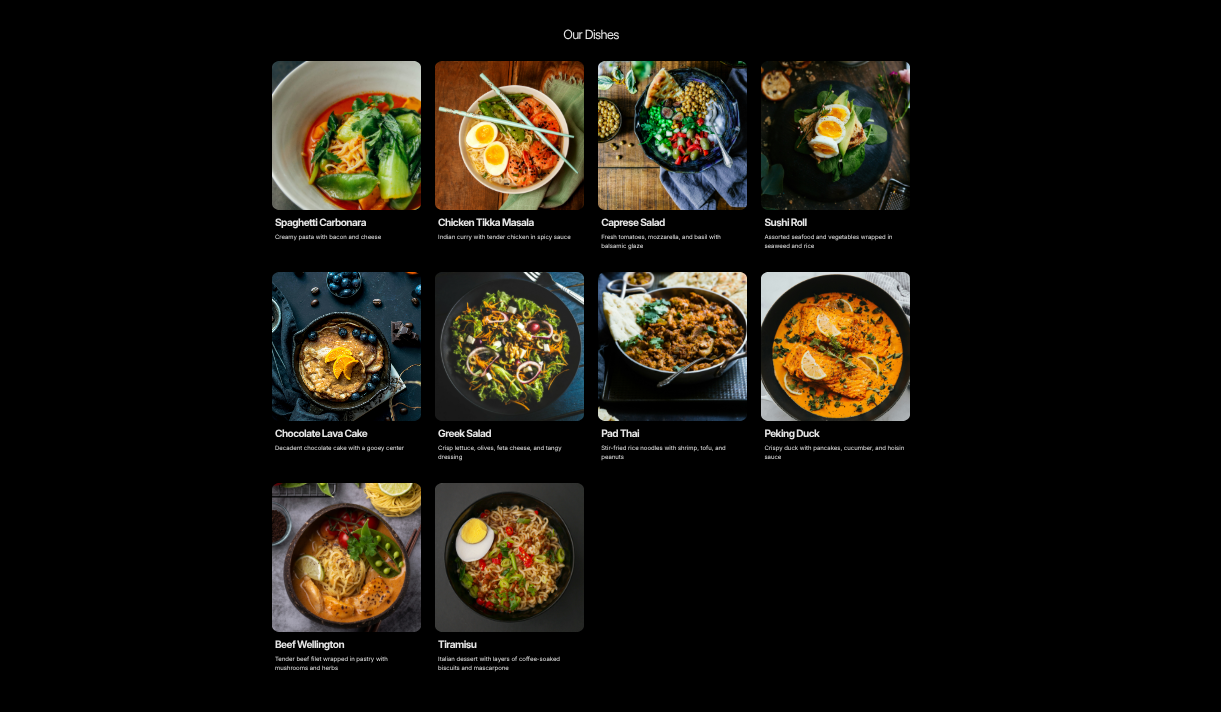 Our Dishes
Spaghetti Carbonara
Creamy pasta with bacon and cheese
Chicken Tikka Masala
Indian curry with tender chicken in spicy sauce
Caprese Salad
Fresh tomatoes, mozzarella, and basil with
balsamic glaze
Sushi Roll
Assorted seafood and vegetables wrapped in
seaweed and rice
Chocolate Lava Cake
Decadent chocolate cake with a gooey center
Greek Salad
Crisp lettuce, olives, feta cheese, and tangy
dressing
Pad Thai
Stir-fried rice noodles with shrimp, tofu, and
peanuts
Peking Duck
Crispy duck with pancakes, cucumber, and hoisin
sauce
Beef Wellington
Tender beef filet wrapped in pastry with
mushrooms and herbs
Tiramisu
Italian dessert with layers of coffee-soaked
biscuits and mascarpone